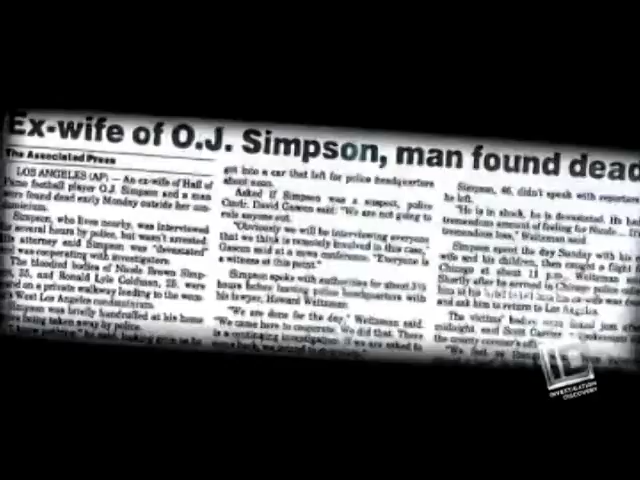 Ex-wife of O.J. Simpson, man found dead
The Associated Press
LOS ANGELES (AP) — An ex-wife of Hall of
Fame football player O.J. Simpson and a man
were found dead early Monday outside her con-
Simpson, who lives nearby, was interviewed
several hours by police, but wasn't arrested.
his attorney said Simpson was "devastated"
was cooperating with investigators.
The bloodied bodies of Nicole Brown Simp-
35, and Ronald Lyle Goldman, 25, were
on a private walkway leading to the
West Los Angeles condominium.
Simpson was briefly handcuffed at his home
being taken away by police.
got into a car that left for police headquarters
about noon.
Asked if Simpson was a suspect, police
Cmdr. David Gascon said: "We are not going to
rule anyone out.
"Obviously we will be interviewing everyone
that we think is remotely involved in this case,"
Gascon said at a news conference. "Everyone is
a witness at this point."
Simpson spoke with authorities for about 3½
hours before leaving headquarters with
his lawyer, Howard Weitzman.
"We are done for the day," Weitzman said.
"We came here to cooperate. We did that. There
is a continuing investigation. If we are asked to
Simpson, 46, didn't speak with reporters
he left.
"He is in shock, he is devastated. He had
tremendous amount of feeling for Nicole.
tremendous loss," Weitzman said.
Simpson spent the day Sunday with his
wife and his children, then caught a flight
Chicago at about 11 p.m., Weitzman
Shortly after he arrived in Chicago,
him his ex-wife was
and ask him to return to Los Angeles.
The victims' bodies were found just after
midnight, said Scott Carrier, spokesman
the county coroner's
ID
INVESTIGATION
DISCOVERY